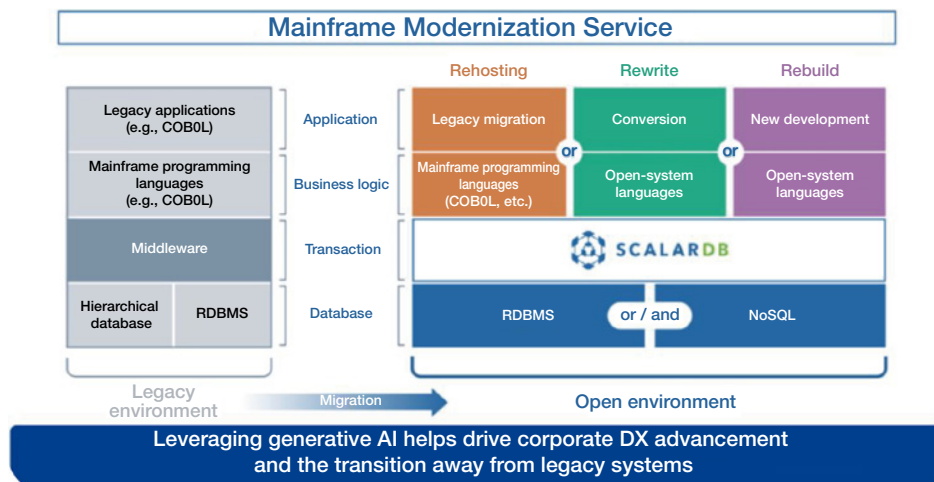 Mainframe Modernization Service
Rehosting
Rewrite
Rebuild
Legacy applications
(e.g., COB0L)
Application
Legacy migration
Conversion
New development
or
or
Mainframe programming
languages
(e.g., COB0L)
Business logic
Mainframe programming
languages
(COB0L, etc.)
Open-system
languages
Open-system
languages
Middleware
Transaction
SCALARDB
Hierarchical
database
RDBMS
Database
RDBMS
or / and
NoSQL
Legacy
environment
Migration
Open environment
Leveraging generative AI helps drive corporate DX advancement
and the transition away from legacy systems